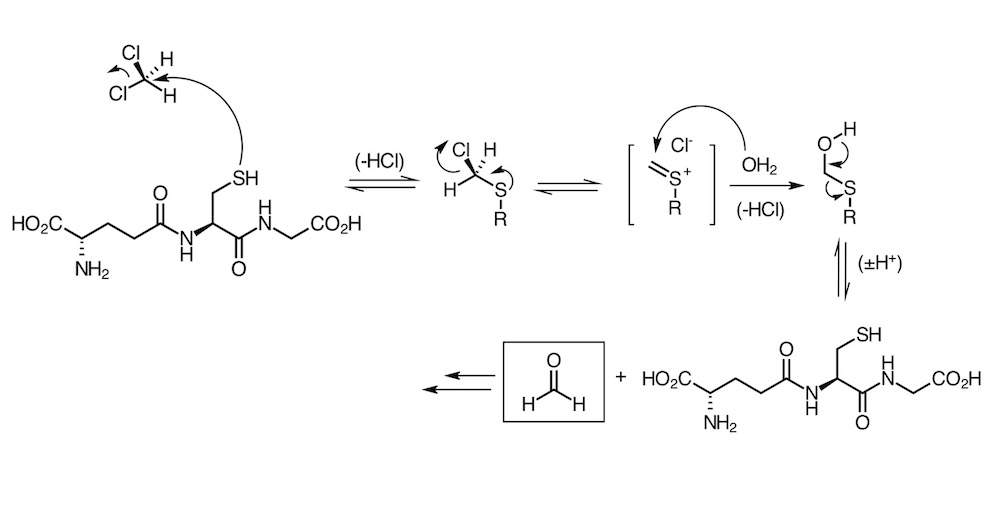 Cl H
Cl H
SH
HO₂C
NH₂
O
N
H
O
H
N
CO₂H
(-HCl)
Cl H
H
S
R
Cl⁻
S⁺
R
OH₂
(-HCl)
O H
S
R
(±H⁺)
O
H H
+
HO₂C
NH₂
O
N
H
SH
O
H
N
CO₂H